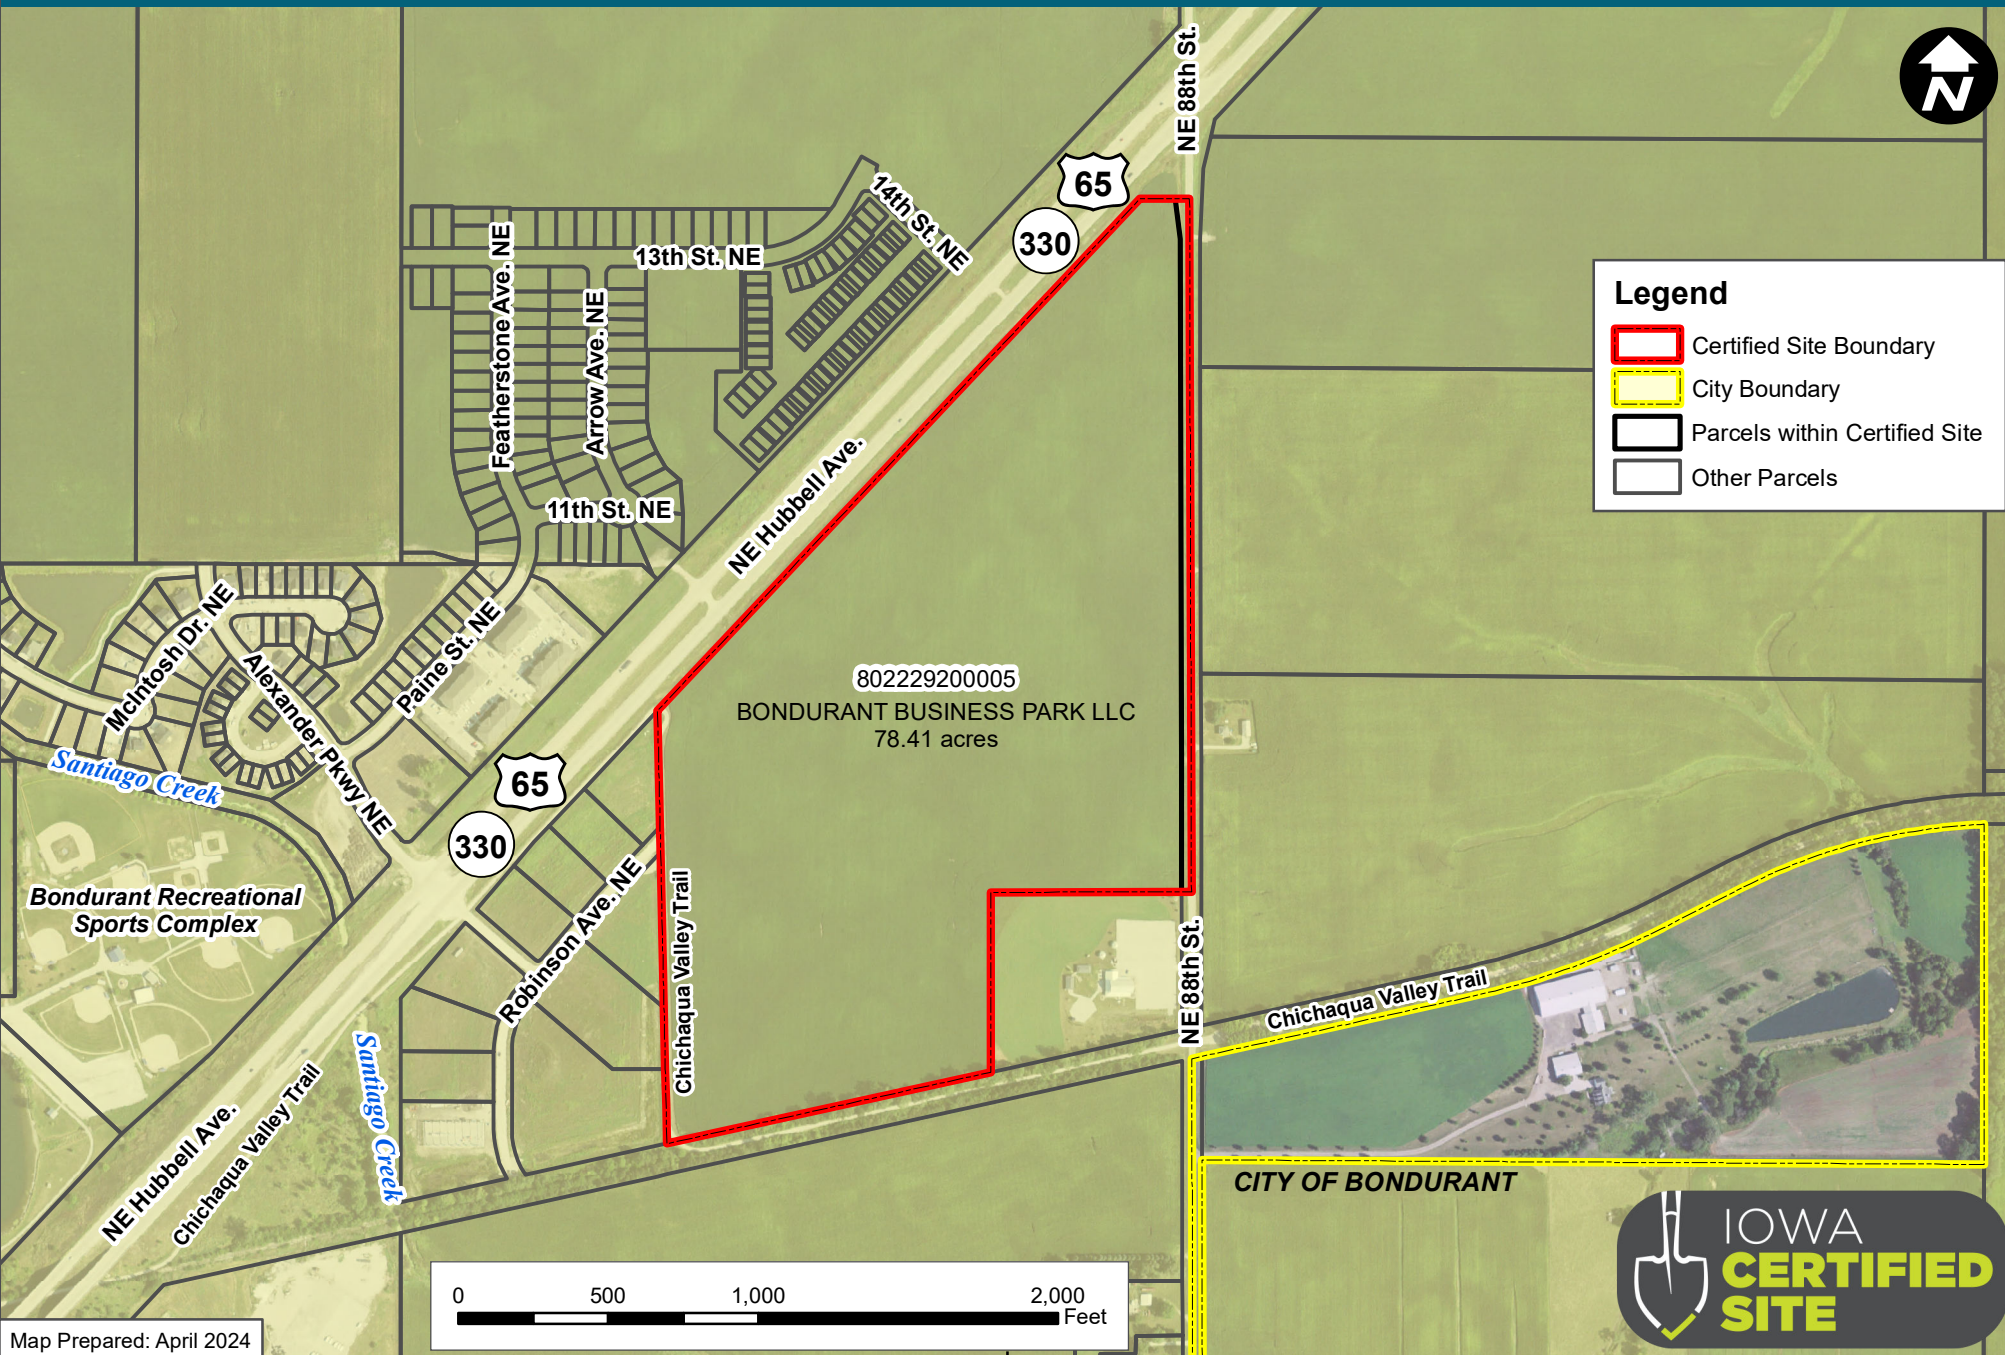 NE 88th St.
N
65
330
14th St. NE
13th St. NE
Featherstone Ave. NE
Arrow Ave. NE
11th St. NE
NE Hubbell Ave.
Legend
Certified Site Boundary
City Boundary
Parcels within Certified Site
Other Parcels
McIntosh Dr. NE
Alexander Pkwy NE
Paine St. NE
Santiago Creek
802229200005
BONDURANT BUSINESS PARK LLC
78.41 acres
65
330
Bondurant Recreational
Sports Complex
Robinson Ave. NE
Chichaqua Valley Trail
NE 88th St.
Chichaqua Valley Trail
Santiago Creek
NE Hubbell Ave.
Chichaqua Valley Trail
CITY OF BONDURANT
0 500 1,000 2,000
Feet
IOWA
CERTIFIED
SITE
Map Prepared: April 2024